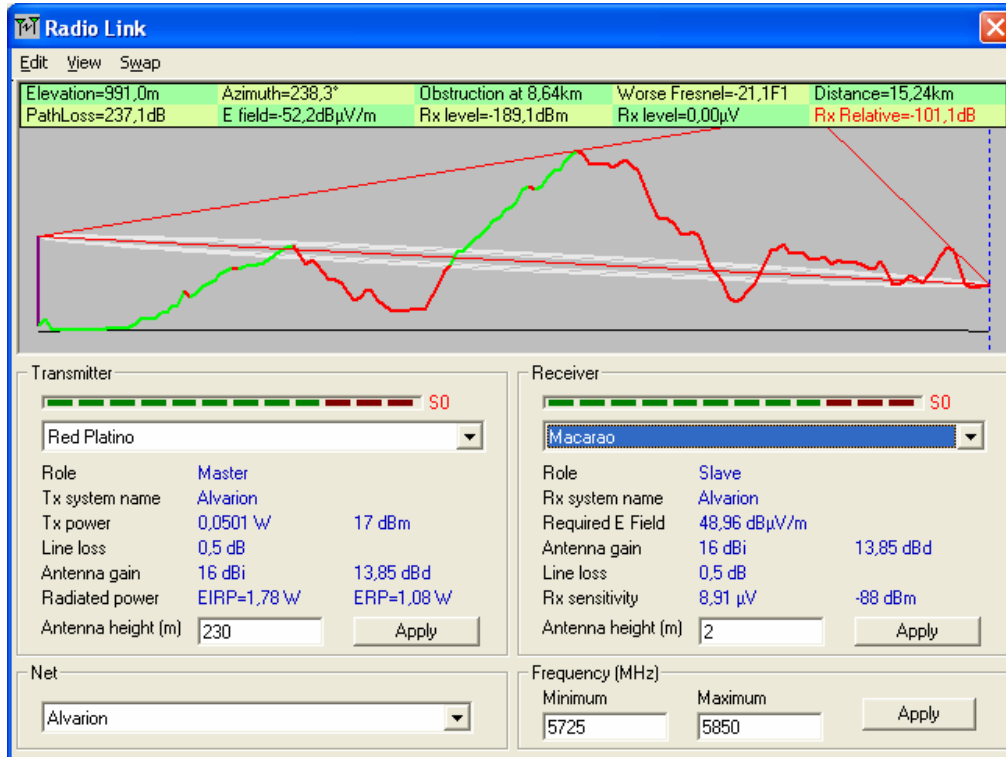 Radio Link
Edit View Swap
Elevation=991,0m Azimuth=238,3° Obstruction at 8,64km Worse Fresnel=-21,1F1 Distance=15,24km
PathLoss=237,1dB E field=-52,2dBµV/m Rx level=-189,1dBm Rx level=0,00µV Rx Relative=-101,1dB
Transmitter
S0
Red Platino
Role Master
Tx system name Alvarion
Tx power 0,0501 W 17 dBm
Line loss 0,5 dB
Antenna gain 16 dBi 13,85 dBd
Radiated power EIRP=1,78 W ERP=1,08 W
Antenna height (m) 230 Apply
Receiver
S0
Macarao
Role Slave
Rx system name Alvarion
Required E Field 48,96 dBµV/m
Antenna gain 16 dBi 13,85 dBd
Line loss 0,5 dB
Rx sensitivity 8,91 µV -88 dBm
Antenna height (m) 2 Apply
Net
Alvarion
Frequency (MHz)
Minimum Maximum
5725 5850 Apply